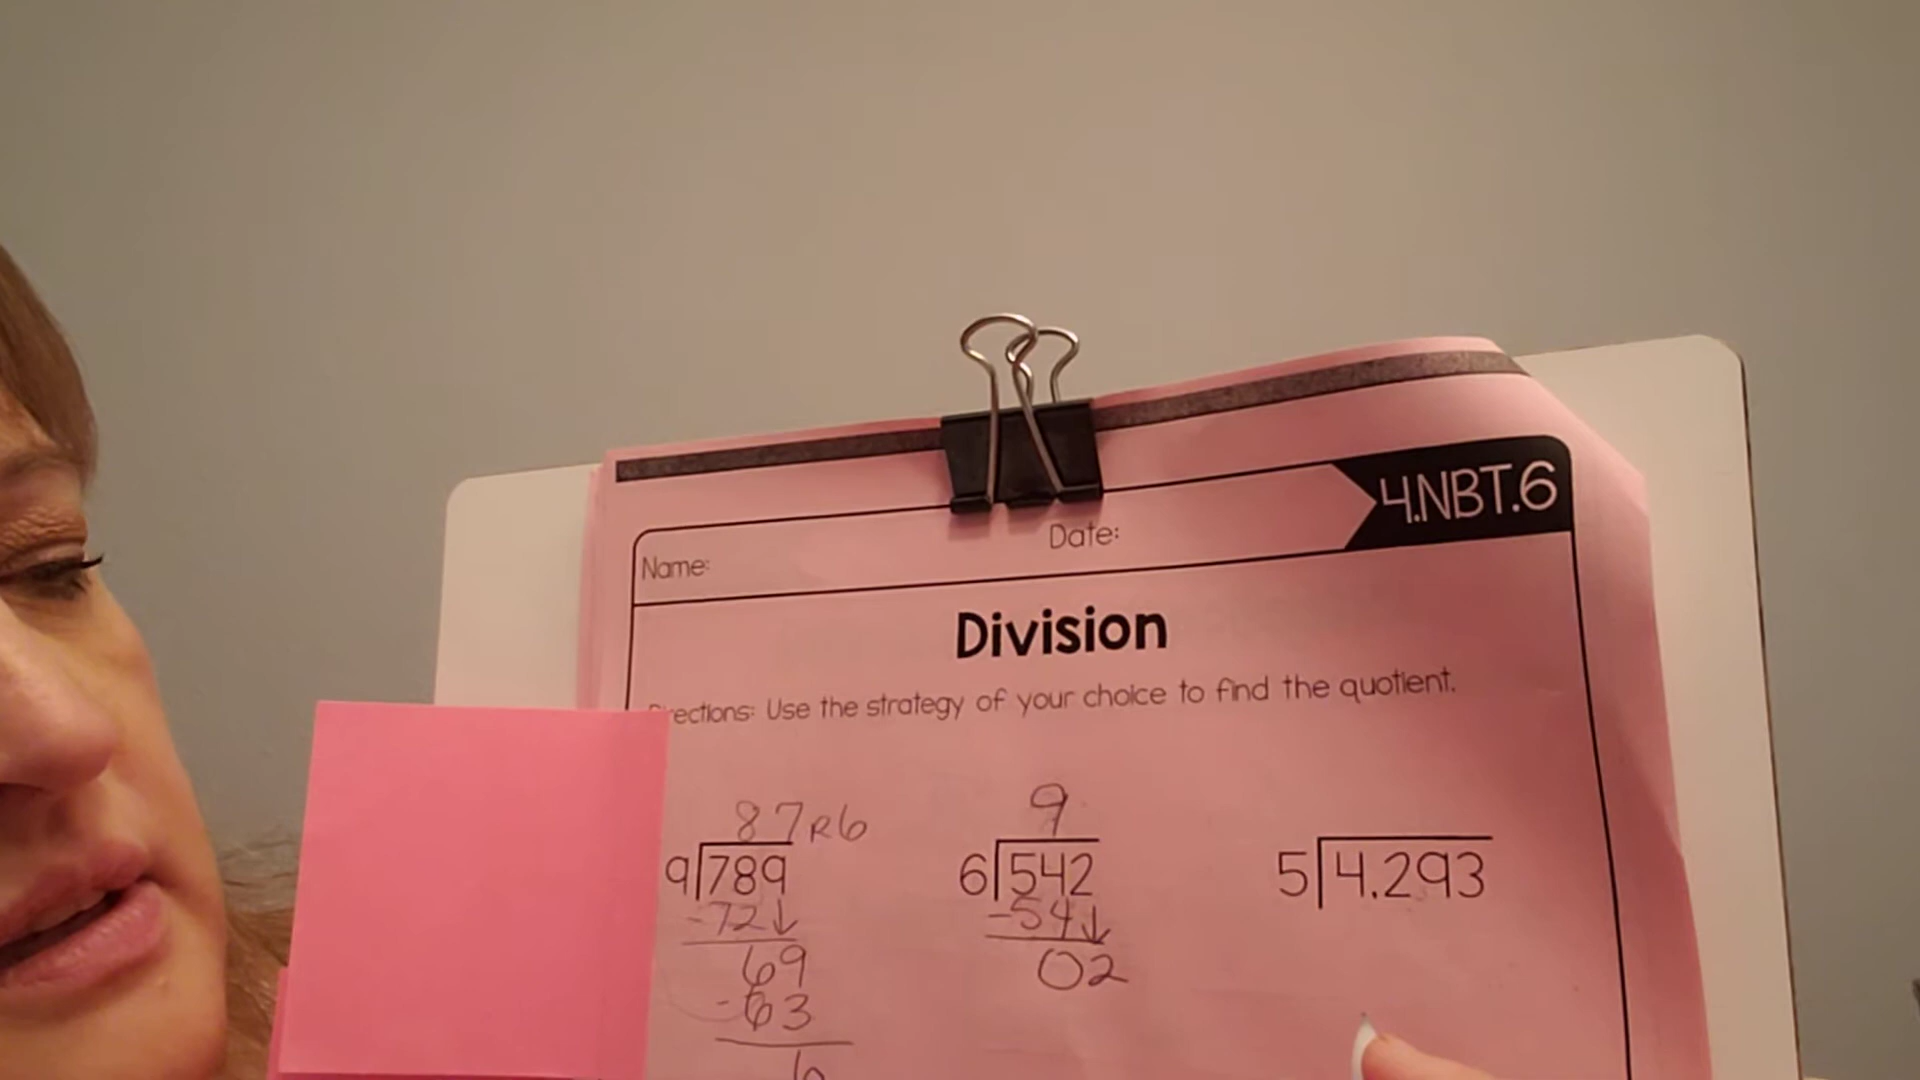 4.NBT.6
Name: Date:
Division
ections: Use the strategy of your choice to find the quotient.
87R6
9
9 789
6 542
5 4,293
-72↓
-54↓
69
02
-63
6